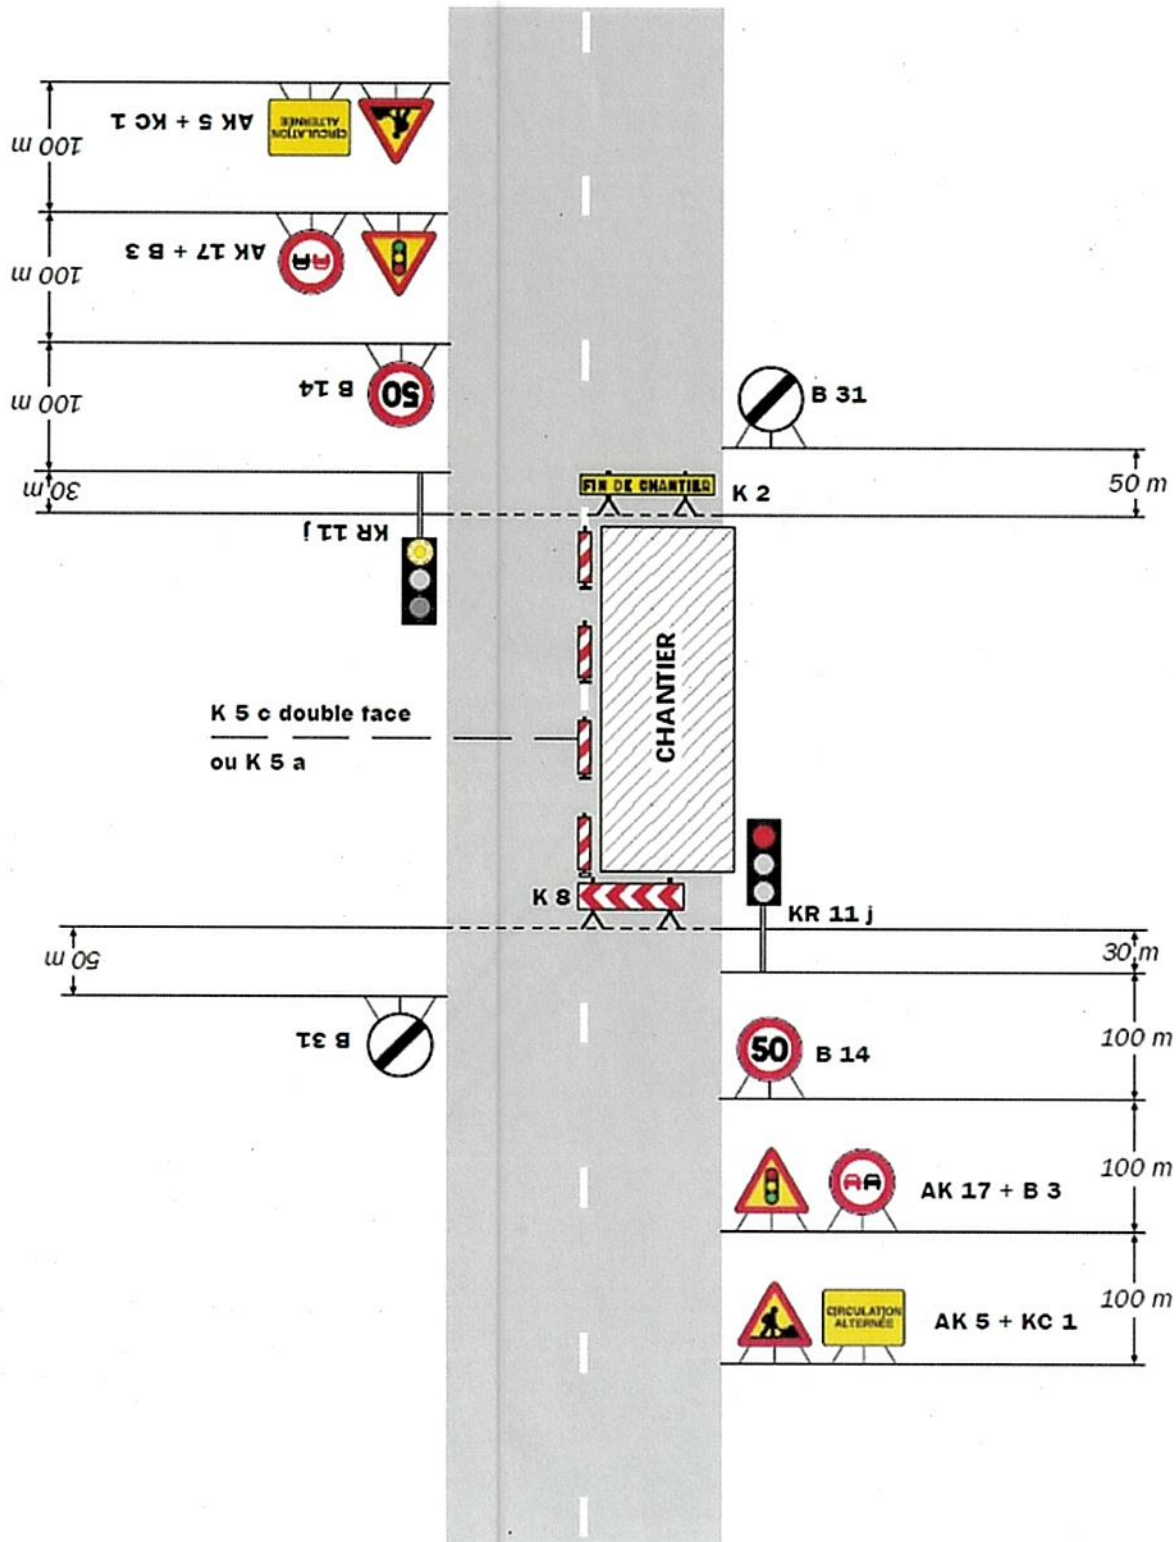 AK 5 + KC 1
CIRCULATION
ALTERNÉE
100 m
AK 17 + B 3
100 m
B 14
50
100 m
B 31
30 m
50 m
FIN DE CHANTIER
K 2
KR 11 j
CHANTIER
K 5 c double face
ou K 5 a
K 8
KR 11 j
30 m
50 m
B 31
50
B 14
100 m
AK 17 + B 3
100 m
CIRCULATION
ALTERNÉE
AK 5 + KC 1
100 m